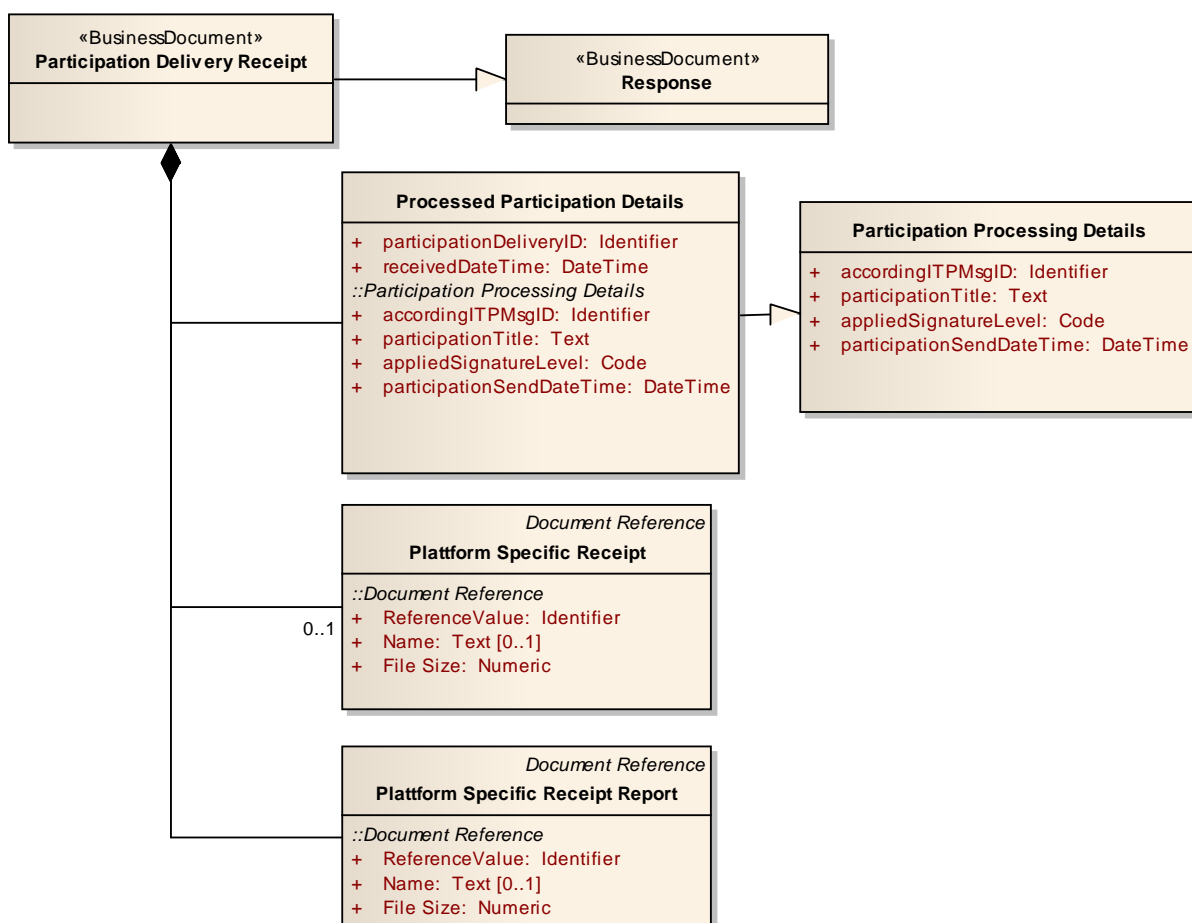 «BusinessDocument»
Participation Delivery Receipt
«BusinessDocument»
Response
Processed Participation Details
+ participationDeliveryID: Identifier
+ receivedDateTime: DateTime
::Participation Processing Details
+ accordingITPMsgID: Identifier
+ participationTitle: Text
+ appliedSignatureLevel: Code
+ participationSendDateTime: DateTime
Participation Processing Details
+ accordingITPMsgID: Identifier
+ participationTitle: Text
+ appliedSignatureLevel: Code
+ participationSendDateTime: DateTime
Document Reference
Plattform Specific Receipt
::Document Reference
+ ReferenceValue: Identifier
+ Name: Text [0..1]
+ File Size: Numeric
0..1
Document Reference
Plattform Specific Receipt Report
::Document Reference
+ ReferenceValue: Identifier
+ Name: Text [0..1]
+ File Size: Numeric